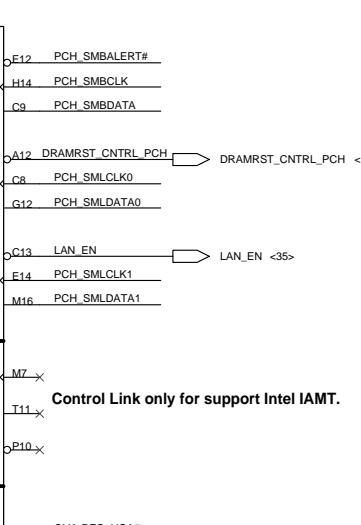 E12 PCH_SMBALERT#
H14 PCH_SMBCLK
C9 PCH_SMBDATA
A12 DRAMRST_CNTRL_PCH DRAMRST_CNTRL_PCH <
C8 PCH_SMLCLK0
G12 PCH_SMLDATA0
C13 LAN_EN LAN_EN <35>
E14 PCH_SMLCLK1
M16 PCH_SMLDATA1
M7
Control Link only for support Intel IAMT.
T11
P10